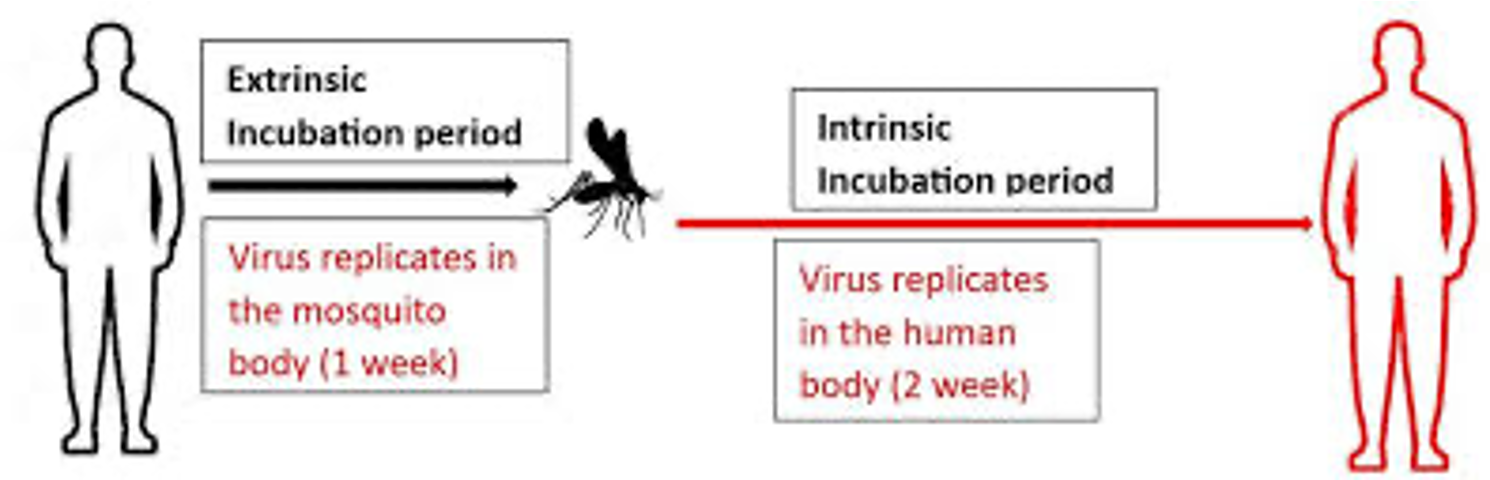 Extrinsic
Incubation period
Virus replicates in
the mosquito
body (1 week)
Intrinsic
Incubation period
Virus replicates
in the human
body (2 week)